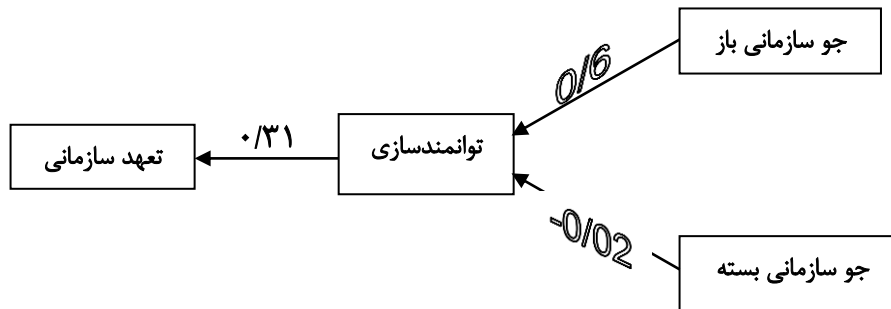 جو سازمانی باز
0/6
توانمندسازی
۰/۳۱
تعهد سازمانی
-0/02
جو سازمانی بسته